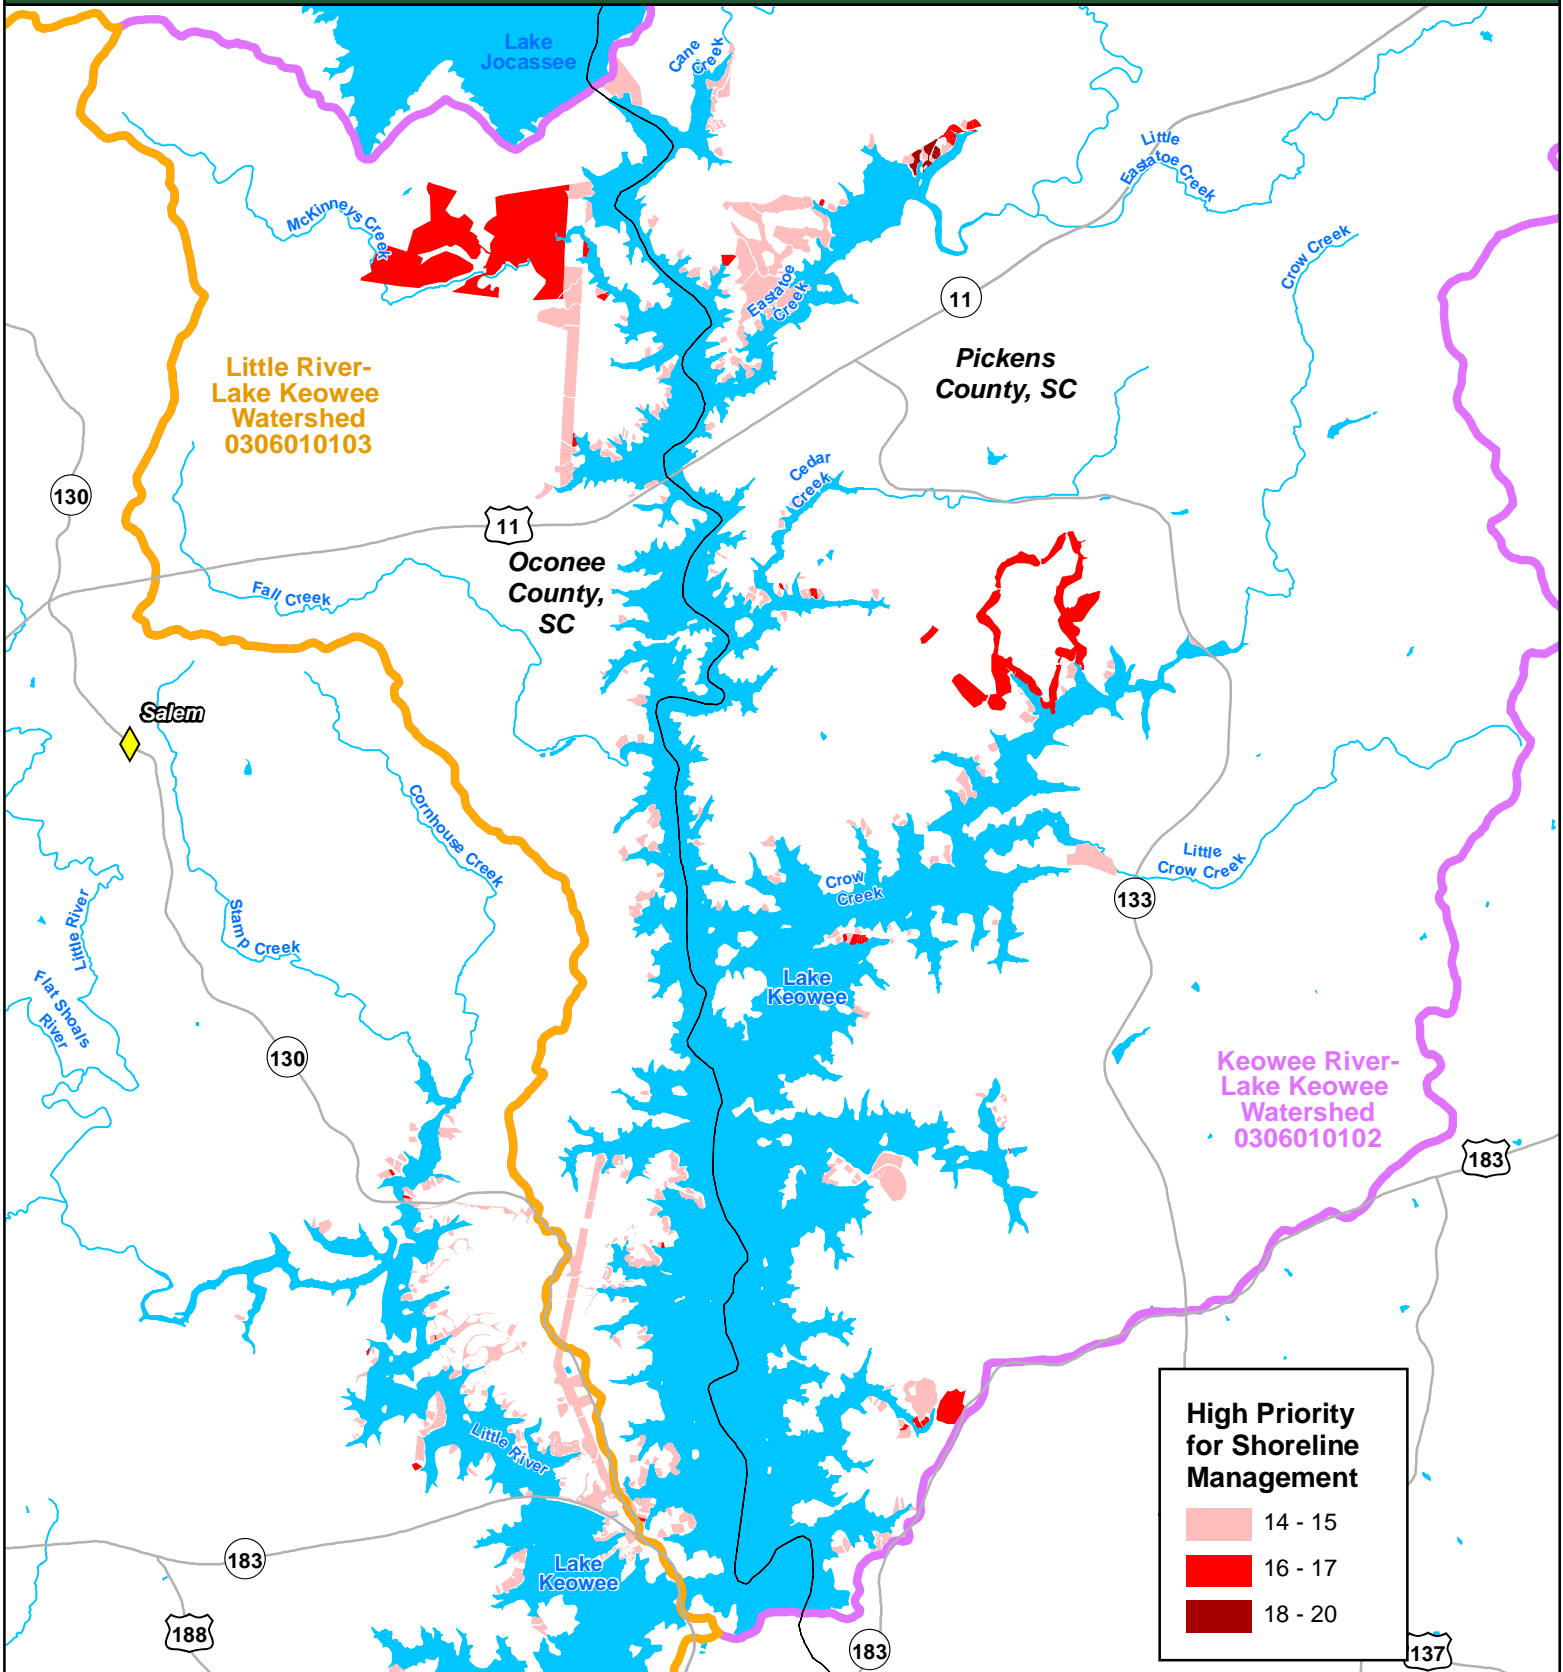 Lake
Jocassee
Cane
Creek
Little
Eastatoe Creek
McKinneys Creek
Crow Creek
Eastatoe
Creek
11
Pickens
County, SC
Little River-
Lake Keowee
Watershed
0306010103
Cedar
Creek
130
11
Oconee
County,
SC
Fall Creek
Salem
Cornhouse Creek
Little
Crow Creek
Crow
Creek
133
Little River
Stamp Creek
Flat Shoals
River
Lake
Keowee
130
Keowee River-
Lake Keowee
Watershed
0306010102
183
Little River
High Priority
for Shoreline
Management
14 - 15
16 - 17
18 - 20
183
Lake
Keowee
188
183
137